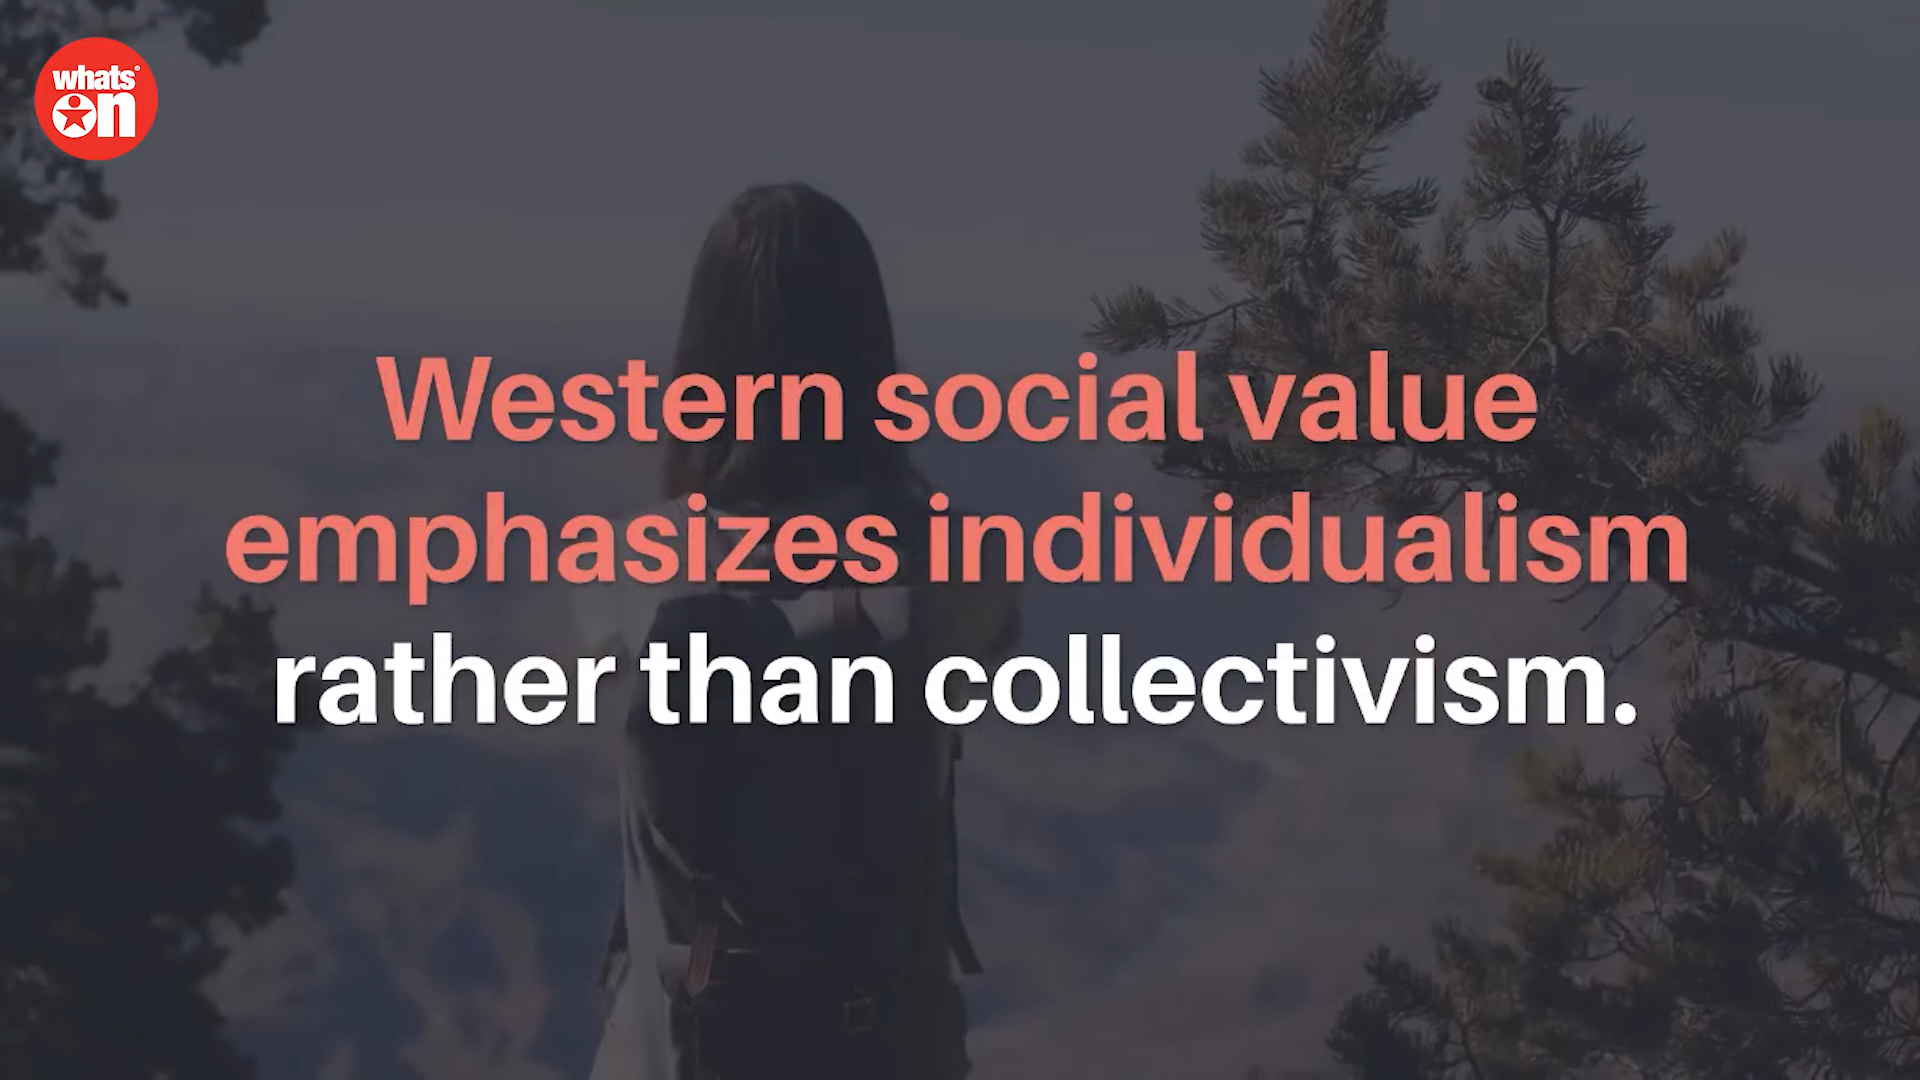 whats
on
Western social value
emphasizes individualism
rather than collectivism.